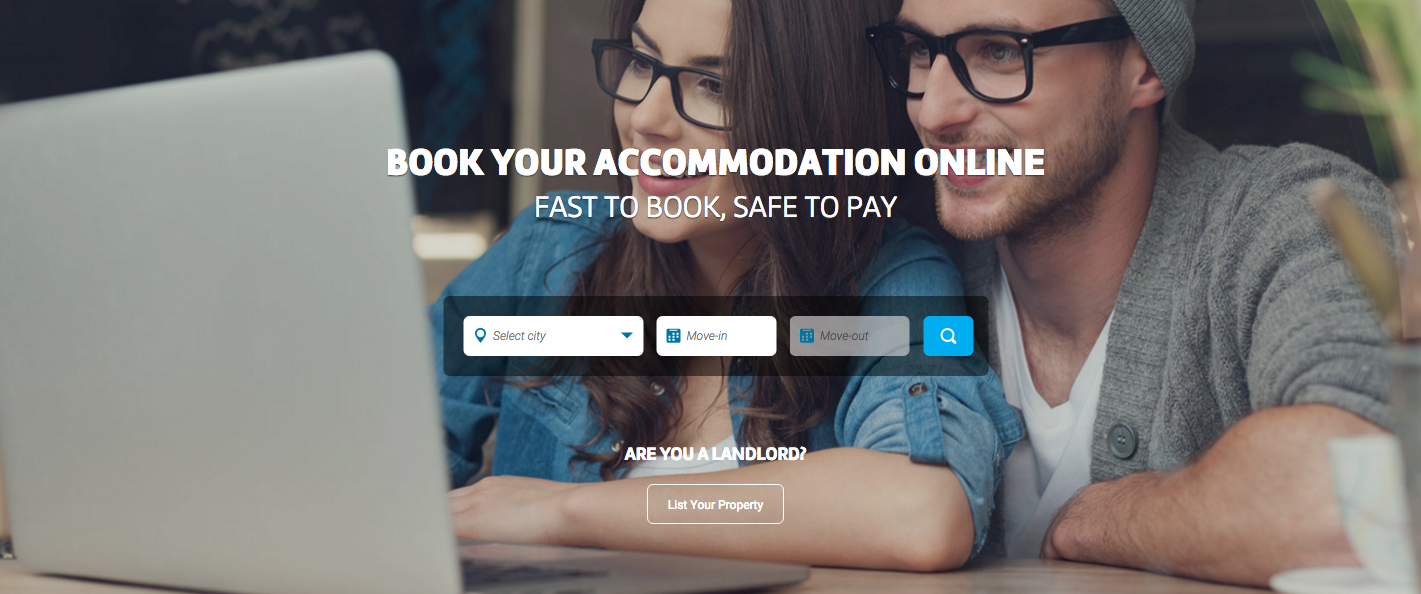 BOOK YOUR ACCOMMODATION ONLINE
FAST TO BOOK, SAFE TO PAY
Select city
Move-in
Move-out
ARE YOU A LANDLORD?
List Your Property